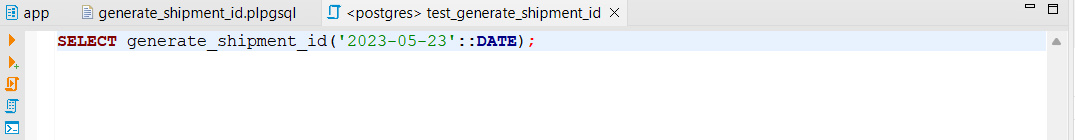 app generate_shipment_id.plpgsql <postgres> test_generate_shipment_id
SELECT generate_shipment_id('2023-05-23'::DATE);